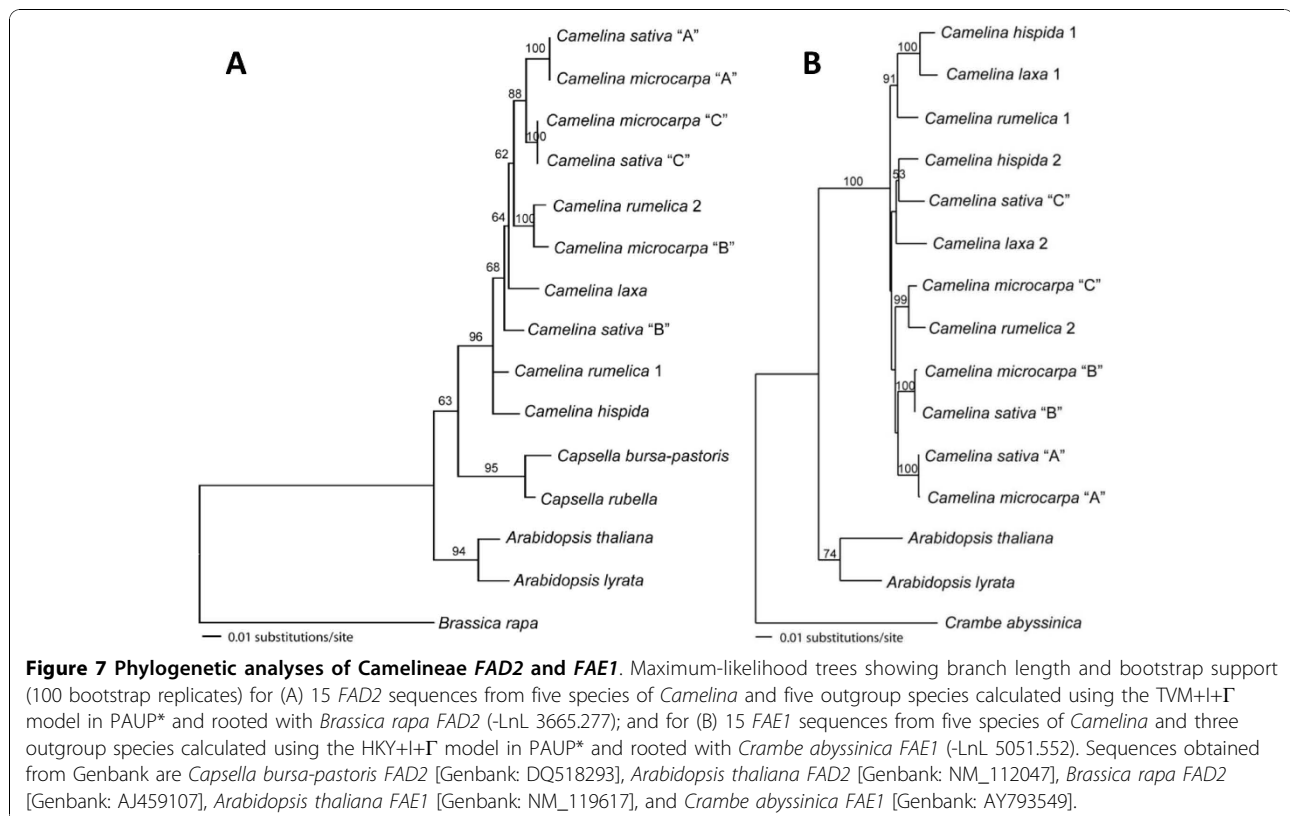 A
100
Camelina sativa “A”
Camelina microcarpa “A”
88
Camelina microcarpa “C”
100
Camelina sativa “C”
62
Camelina rumelica 2
100
Camelina microcarpa “B”
64
Camelina laxa
68
Camelina sativa “B”
96
Camelina rumelica 1
Camelina hispida
63
Capsella bursa-pastoris
95
Capsella rubella
Arabidopsis thaliana
94
Arabidopsis lyrata
Brassica rapa
0.01 substitutions/site
B
Camelina hispida 1
100
Camelina laxa 1
91
Camelina rumelica 1
Camelina hispida 2
53
Camelina sativa “C”
100
Camelina laxa 2
Camelina microcarpa “C”
99
Camelina rumelica 2
Camelina microcarpa “B”
100
Camelina sativa “B”
Camelina sativa “A”
100
Camelina microcarpa “A”
Arabidopsis thaliana
74
Arabidopsis lyrata
Crambe abyssinica
0.01 substitutions/site
Figure 7 Phylogenetic analyses of Camelineae FAD2 and FAE1. Maximum-likelihood trees showing branch length and bootstrap support
(100 bootstrap replicates) for (A) 15 FAD2 sequences from five species of Camelina and five outgroup species calculated using the TVM+I+Γ
model in PAUP* and rooted with Brassica rapa FAD2 (-LnL 3665.277); and for (B) 15 FAE1 sequences from five species of Camelina and three
outgroup species calculated using the HKY+I+Γ model in PAUP* and rooted with Crambe abyssinica FAE1 (-LnL 5051.552). Sequences obtained
from Genbank are Capsella bursa-pastoris FAD2 [Genbank: DQ518293], Arabidopsis thaliana FAD2 [Genbank: NM_112047], Brassica rapa FAD2
[Genbank: AJ459107], Arabidopsis thaliana FAE1 [Genbank: NM_119617], and Crambe abyssinica FAE1 [Genbank: AY793549].